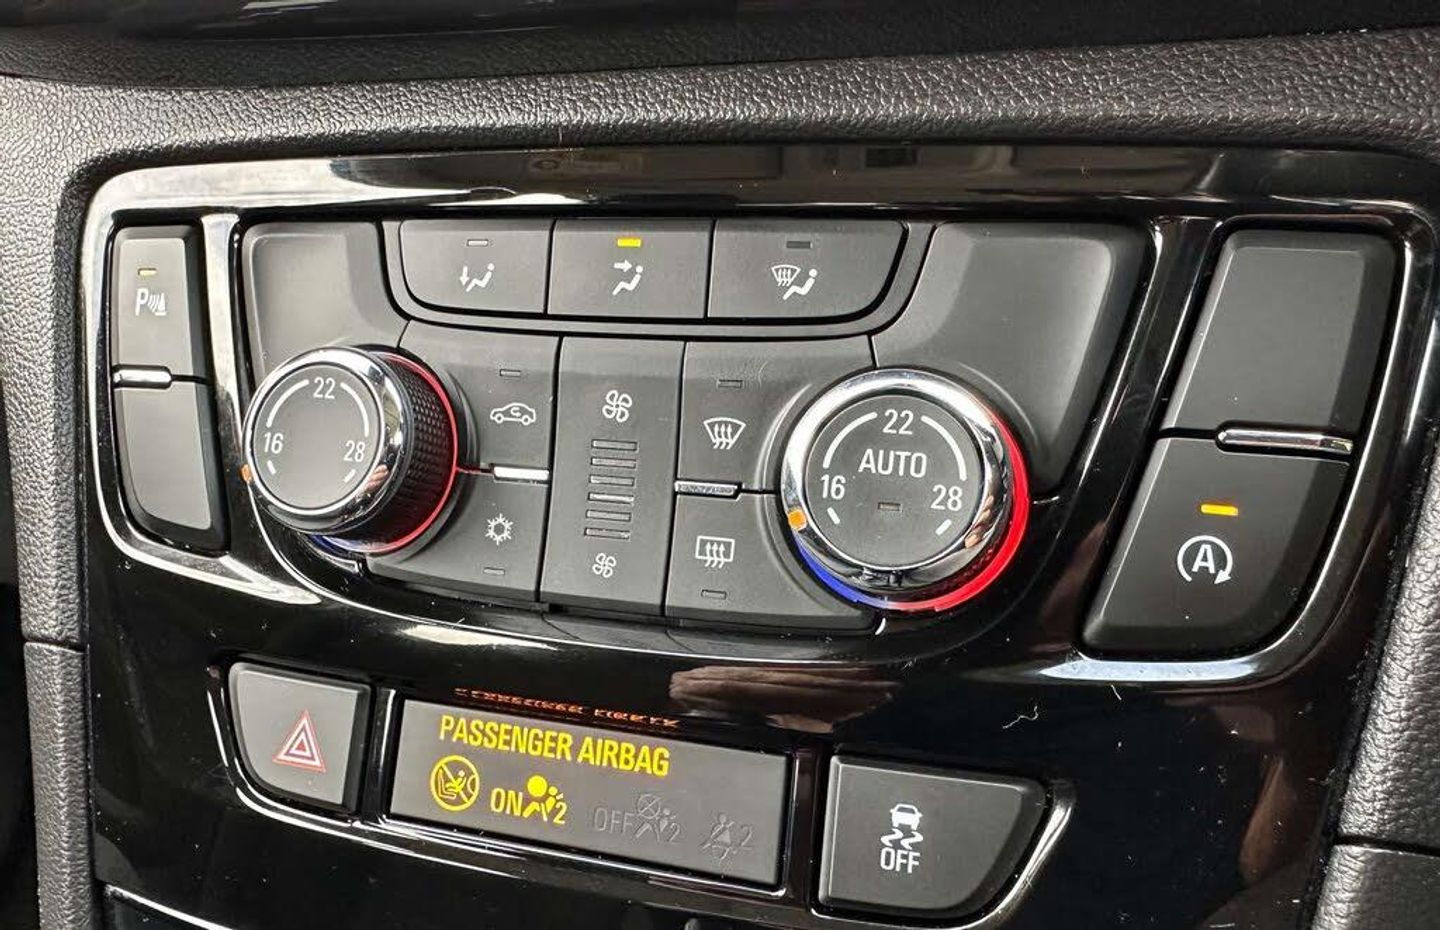 P
22
16
28
22
AUTO
16
28
A
PASSENGER AIRBAG
ON 2
OFF 2
2
OFF